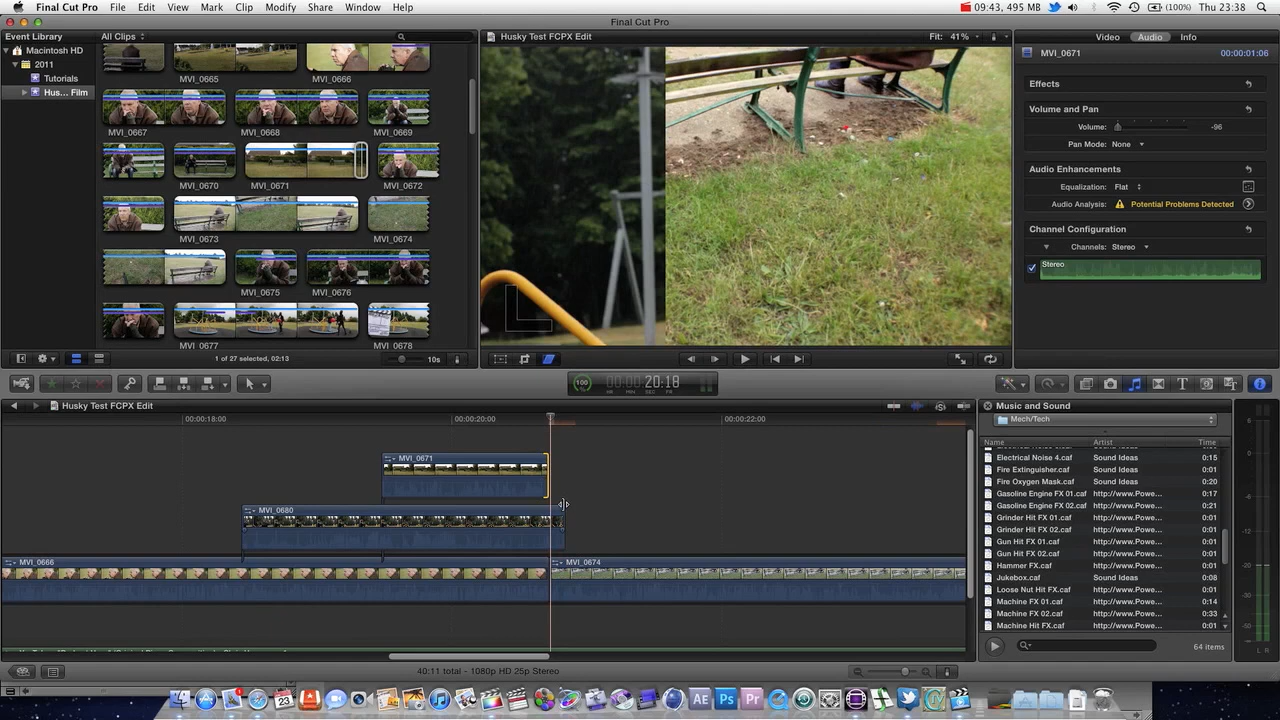 Final Cut Pro File Edit View Mark Clip Modify Share Window Help 09:43, 495 MB (100%) Thu 23:38
Final Cut Pro
Event Library All Clips Husky Test FCPX Edit Fit: 41% Video Audio Info
Macintosh HD
2011
Tutorials
Hus... Film
MVI_0665 MVI_0666
MVI_0667 MVI_0668 MVI_0669
MVI_0670 MVI_0671 MVI_0672
MVI_0673 MVI_0674
MVI_0675 MVI_0676
MVI_0677 MVI_0678
1 of 27 selected, 02:13 10s
MVI_0671 00:00:01:06
Effects
Volume and Pan
Volume: -96
Pan Mode: None
Audio Enhancements
Equalization: Flat
Audio Analysis: Potential Problems Detected
Channel Configuration
Channels: Stereo
Stereo
100 00:00:20:18
Husky Test FCPX Edit
00:00:18:00 00:00:20:00 00:00:22:00
MVI_0671
MVI_0680
MVI_0666 MVI_0674
40:11 total - 1080p HD 25p Stereo
Music and Sound
Mech/Tech
Name Artist Time
Electrical Noise 4.caf Sound Ideas 0:15
Fire Extinguisher.caf Sound Ideas 0:01
Fire Oxygen Mask.caf Sound Ideas 0:20
Gasoline Engine FX 01.caf http://www.Powe... 0:17
Gasoline Engine FX 02.caf http://www.Powe... 0:21
Grinder Hit FX 01.caf http://www.Powe... 0:01
Grinder Hit FX 02.caf http://www.Powe... 0:01
Gun Hit FX 01.caf http://www.Powe... 0:01
Gun Hit FX 02.caf http://www.Powe... 0:01
Hammer FX.caf http://www.Powe... 0:01
Jukebox.caf Sound Ideas 0:08
Loose Nut Hit FX.caf http://www.Powe... 0:01
Machine FX 01.caf http://www.Powe... 0:14
Machine FX 02.caf http://www.Powe... 0:33
Machine Hit FX.caf http://www.Powe... 0:01
64 items
6
0
-6
-20
-30
-50
L R
23 Ae Ps Pr